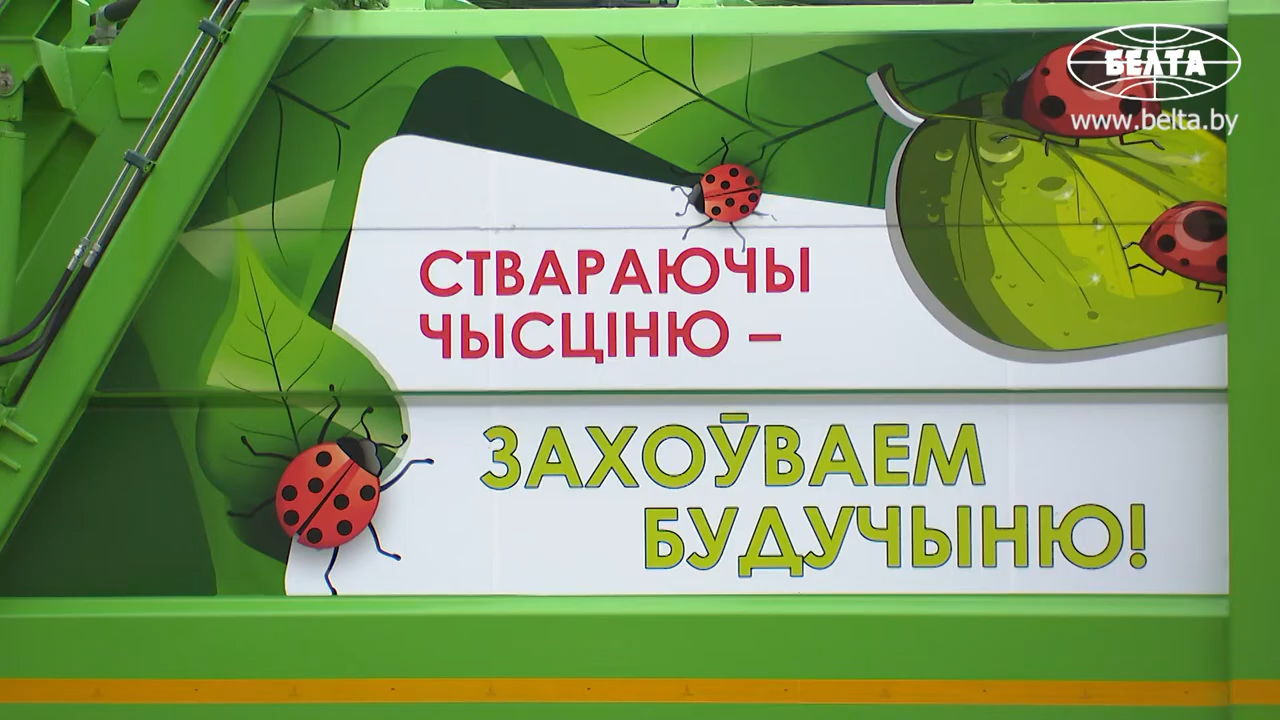 БЕЛТА
www.belta.by
СТВАРАЮЧЫ
ЧЫСЦІНЮ –
ЗАХОЎВАЕМ
БУДУЧЫНЮ!